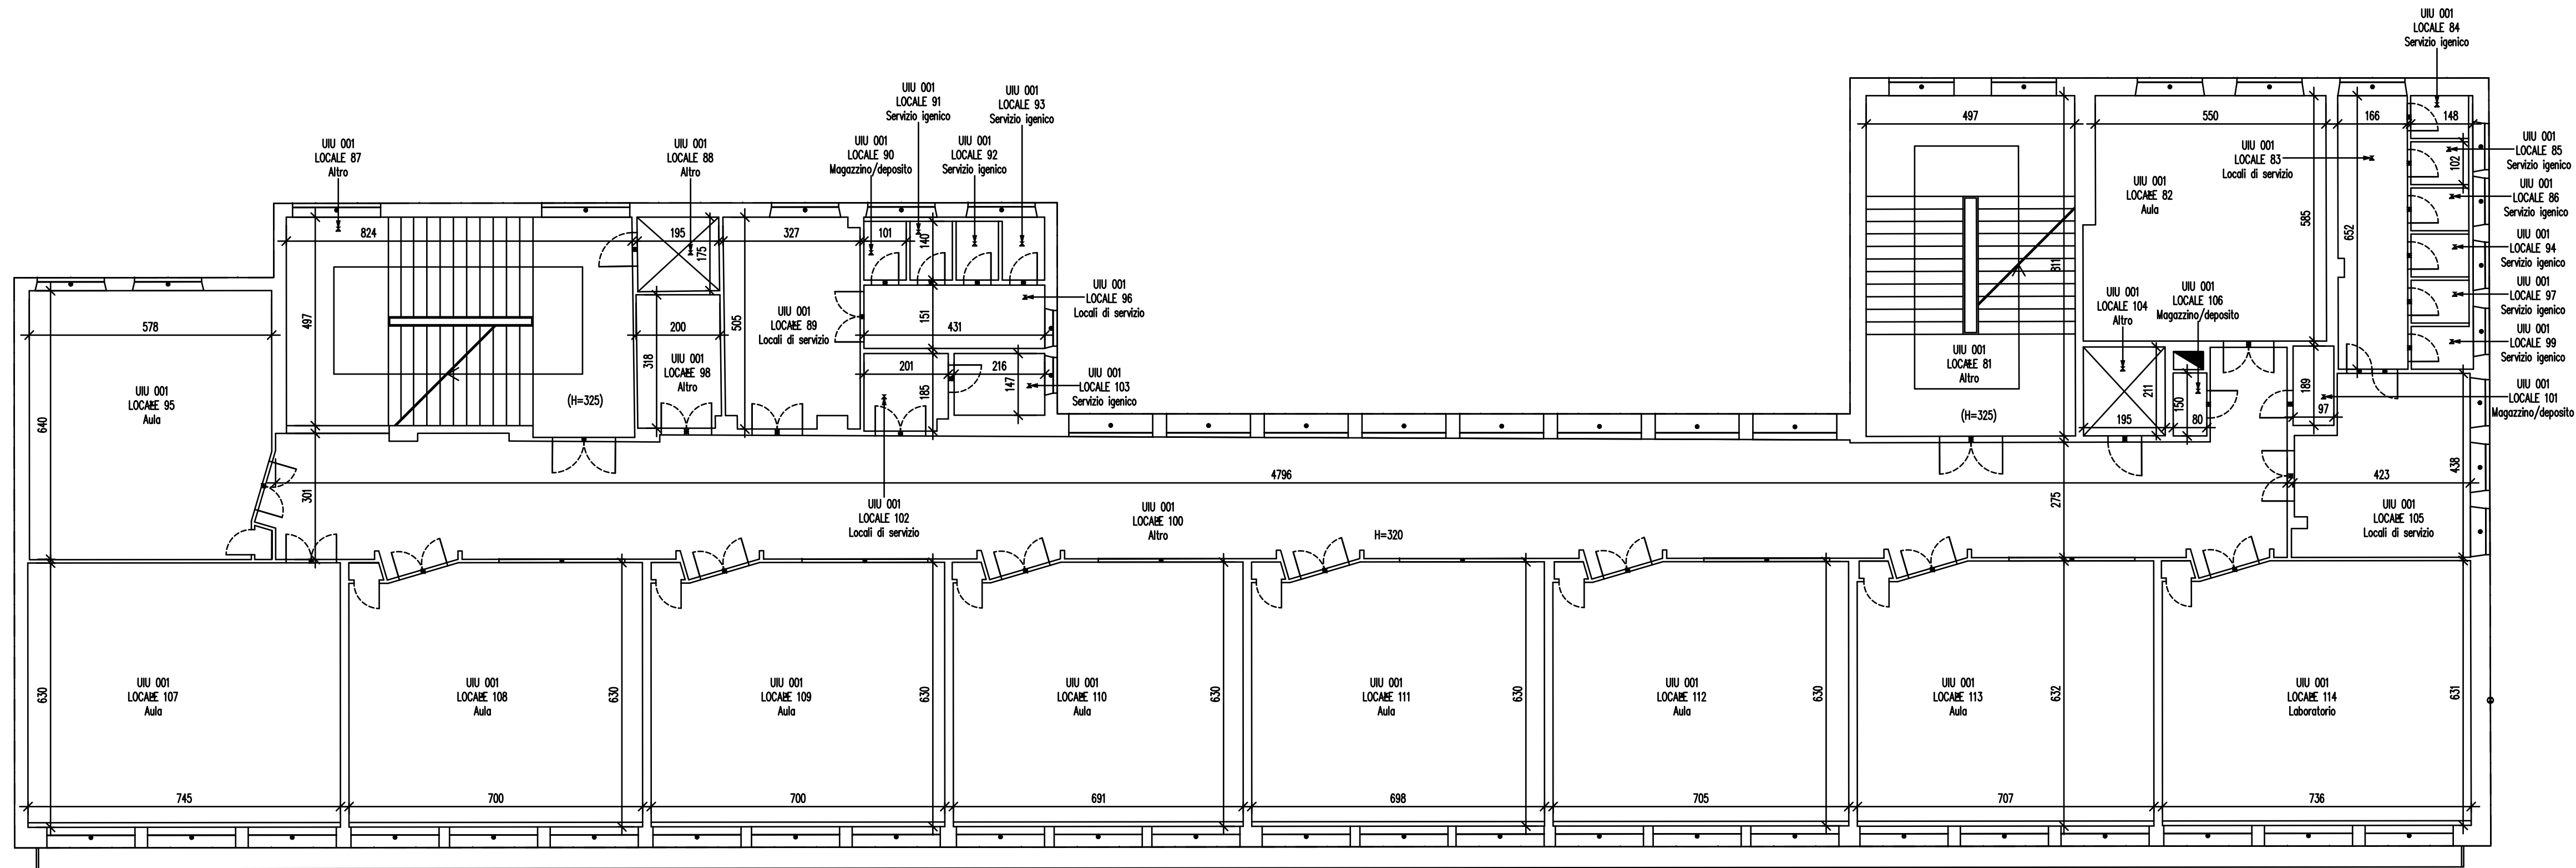 UIU 001
LOCALE 84
Servizio igenico
UIU 001
LOCALE 91
Servizio igenico
UIU 001
LOCALE 93
Servizio igenico
UIU 001
LOCALE 87
Altro
UIU 001
LOCALE 88
Altro
UIU 001
LOCALE 90
Magazzino/deposito
UIU 001
LOCALE 92
Servizio igenico
497
550
166
148
UIU 001
LOCALE 83
Locali di servizio
102
UIU 001
LOCALE 85
Servizio igenico
UIU 001
LOCALE 82
Aula
UIU 001
LOCALE 86
Servizio igenico
585
652
824
195
175
327
101
140
811
UIU 001
LOCALE 94
Servizio igenico
UIU 001
LOCALE 96
Locali di servizio
UIU 001
LOCALE 104
Altro
UIU 001
LOCALE 106
Magazzino/deposito
UIU 001
LOCALE 97
Servizio igenico
578
497
200
318
505
UIU 001
LOCALE 89
Locali di servizio
151
431
UIU 001
LOCALE 99
Servizio igenico
UIU 001
LOCALE 98
Altro
201
185
216
147
UIU 001
LOCALE 103
Servizio igenico
UIU 001
LOCALE 81
Altro
211
195
150
80
189
97
UIU 001
LOCALE 101
Magazzino/deposito
UIU 001
LOCALE 95
Aula
640
(H=325)
(H=325)
301
4796
275
423
438
UIU 001
LOCALE 102
Locali di servizio
UIU 001
LOCALE 100
Altro
H=320
UIU 001
LOCALE 105
Locali di servizio
630
UIU 001
LOCALE 107
Aula
UIU 001
LOCALE 108
Aula
630
UIU 001
LOCALE 109
Aula
630
UIU 001
LOCALE 110
Aula
630
UIU 001
LOCALE 111
Aula
630
UIU 001
LOCALE 112
Aula
630
UIU 001
LOCALE 113
Aula
632
UIU 001
LOCALE 114
Laboratorio
631
745
700
700
691
698
705
707
736